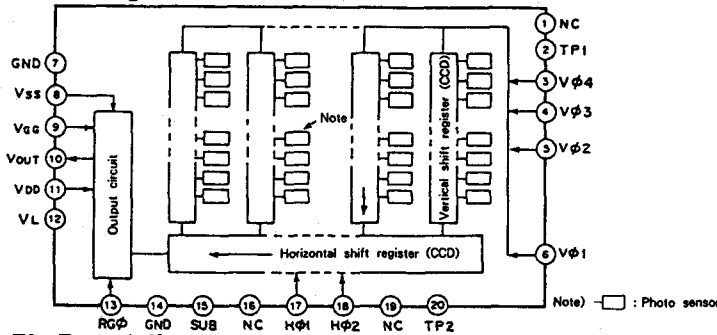 1 NC
2 TP1
3 Vφ4
4 Vφ3
5 Vφ2
6 Vφ1
GND 7
VSS 8
VGG 9
VOUT 10
VDD 11
VL 12
Output circuit
Note
Vertical shift register (CCD)
Horizontal shift register (CCD)
13 14 15 16 17 18 19 20
RGφ GND SUB NC Hφ1 Hφ2 NC TP2
Note) : Photo sensor